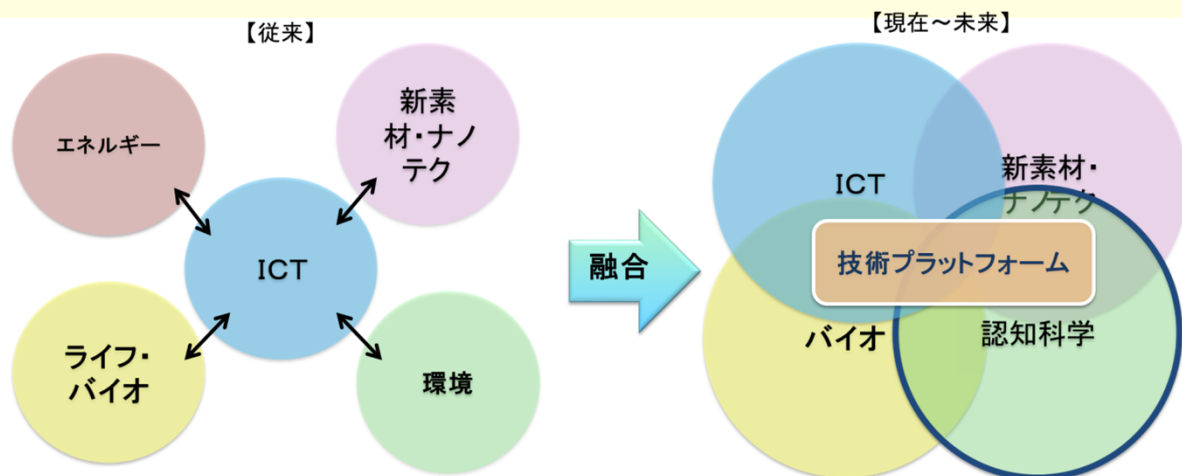 【従来】
エネルギー
新素
材・ナノ
テク
ICT
ライフ・
バイオ
環境
融合
【現在~未来】
ICT
新素材・
ナノテク
技術プラットフォーム
バイオ
認知科学